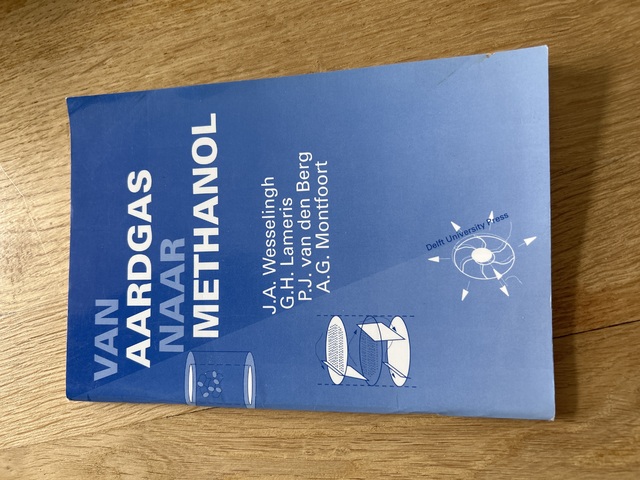 VAN
AARDGAS
NAAR
METHANOL
J.A. Wesselingh
G.H. Lameris
P.J. van den Berg
A.G. Montfoort
Delft University Press